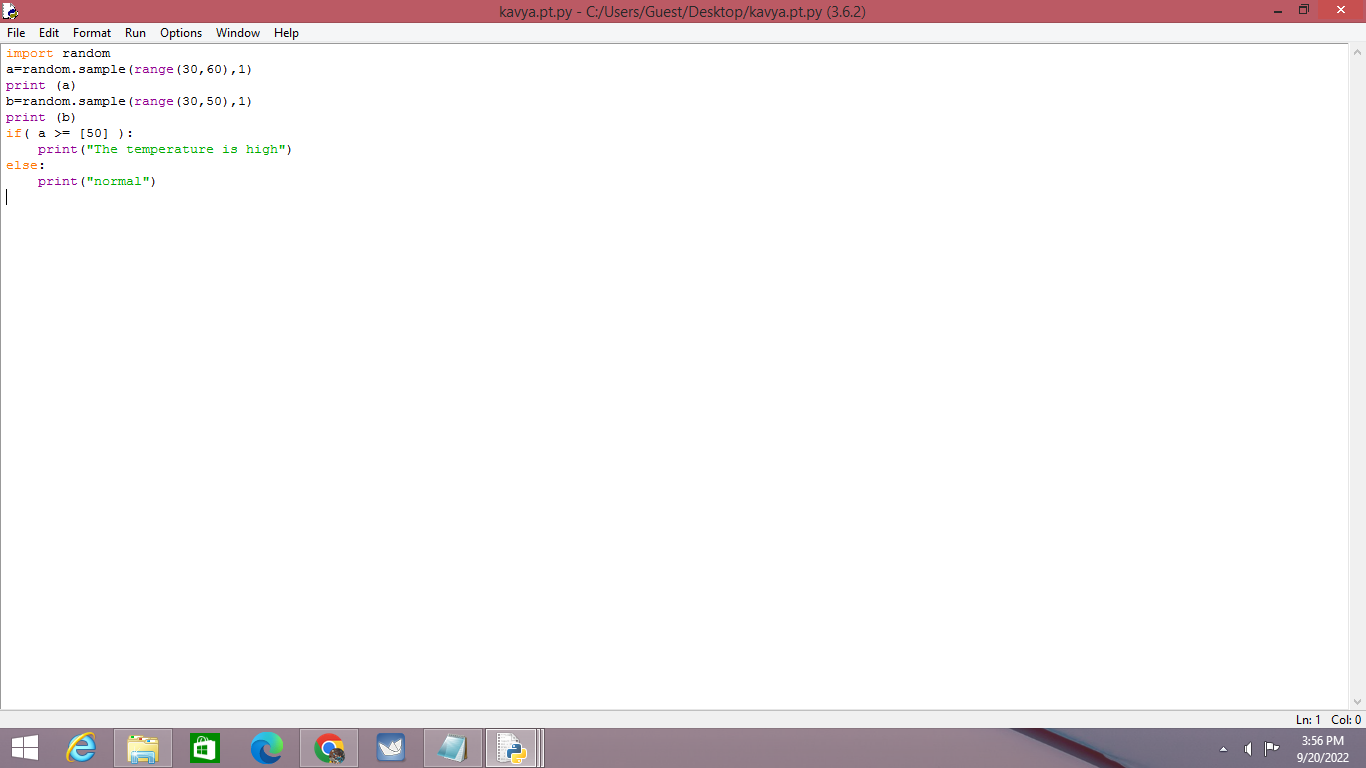 kavya.pt.py - C:/Users/Guest/Desktop/kavya.pt.py (3.6.2)
File Edit Format Run Options Window Help
import random
a=random.sample(range(30,60),1)
print (a)
b=random.sample(range(30,50),1)
print (b)
if( a >= [50] ):
    print("The temperature is high")
else:
    print("normal")
Ln: 1 Col: 0
3:56 PM
9/20/2022